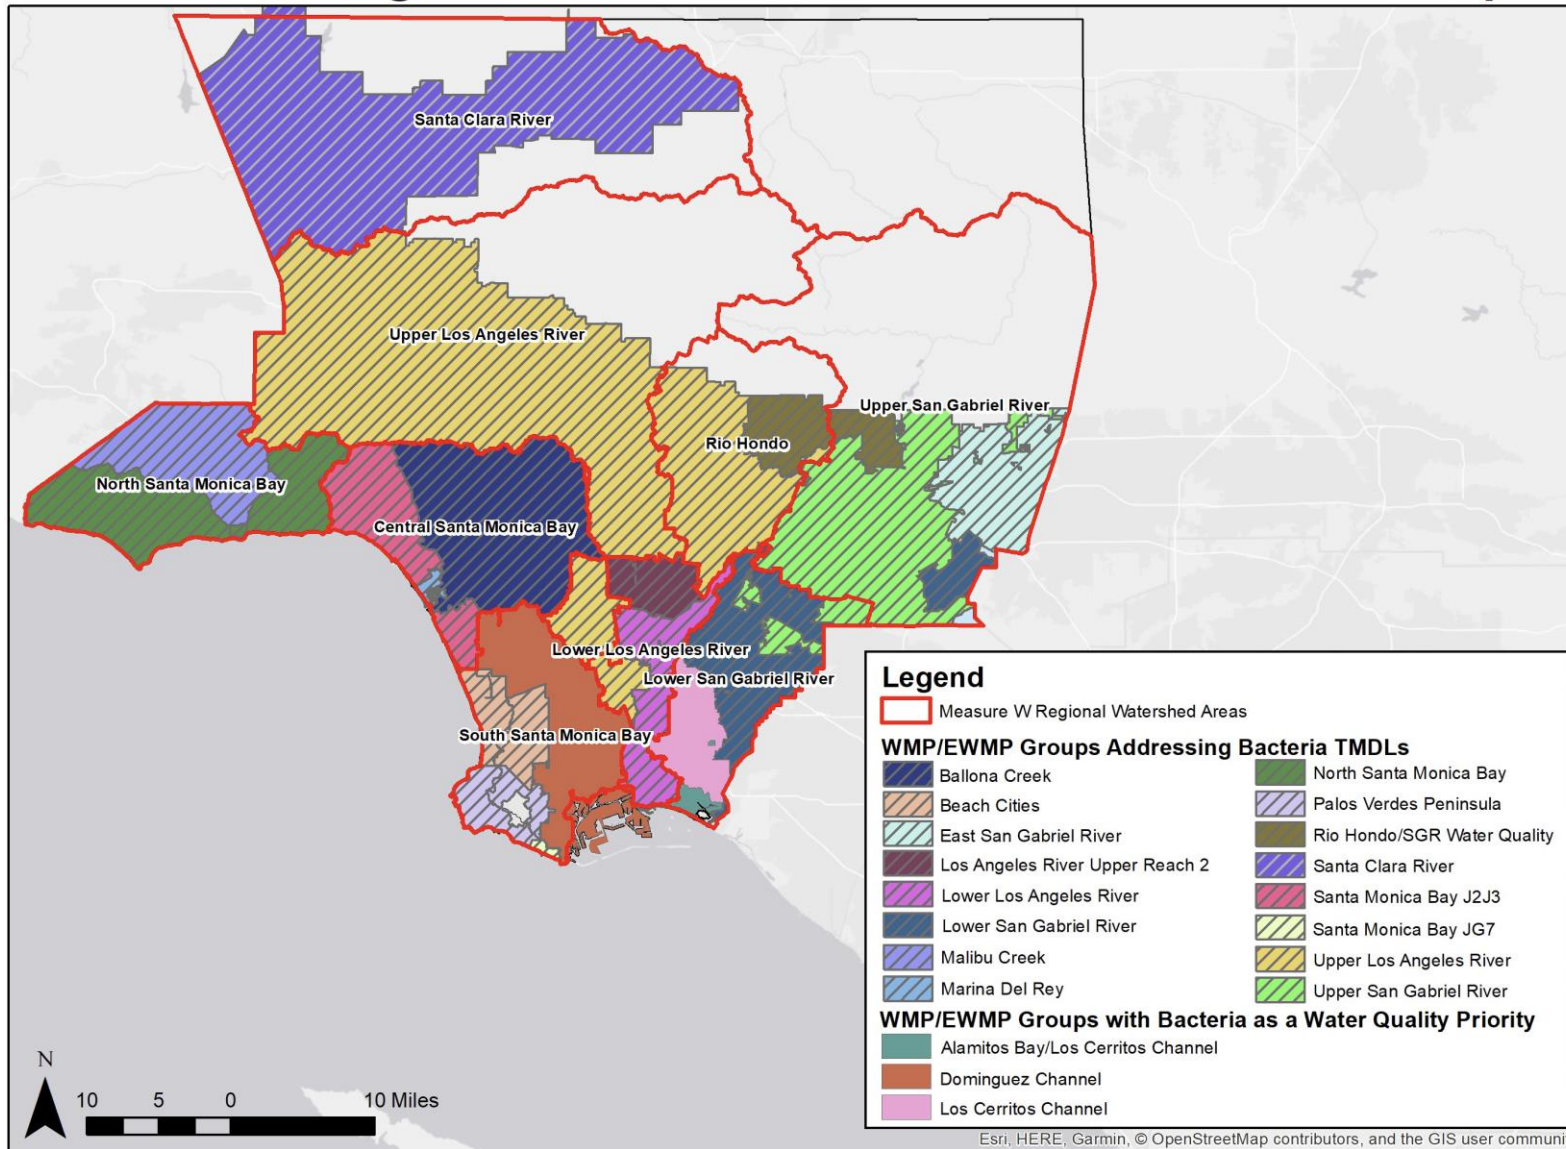 Santa Clara River
Upper Los Angeles River
Upper San Gabriel River
Rio Hondo
North Santa Monica Bay
Central Santa Monica Bay
Lower Los Angeles River
Lower San Gabriel River
South Santa Monica Bay
Legend
Measure W Regional Watershed Areas
WMP/EWMP Groups Addressing Bacteria TMDLs
Ballona Creek
Beach Cities
East San Gabriel River
Los Angeles River Upper Reach 2
Lower Los Angeles River
Lower San Gabriel River
Malibu Creek
Marina Del Rey
North Santa Monica Bay
Palos Verdes Peninsula
Rio Hondo/SGR Water Quality
Santa Clara River
Santa Monica Bay J2J3
Santa Monica Bay JG7
Upper Los Angeles River
Upper San Gabriel River
WMP/EWMP Groups with Bacteria as a Water Quality Priority
Alamitos Bay/Los Cerritos Channel
Dominguez Channel
Los Cerritos Channel
N
10 5 0 10 Miles
Esri, HERE, Garmin, © OpenStreetMap contributors, and the GIS user communi